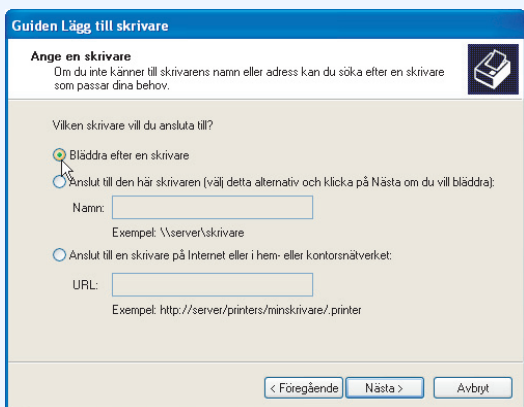 Guiden Lägg till skrivare
Ange en skrivare
Om du inte känner till skrivarens namn eller adress kan du söka efter en skrivare
som passar dina behov.
Vilken skrivare vill du ansluta till?
Bläddra efter en skrivare
Anslut till den här skrivaren (välj detta alternativ och klicka på Nästa om du vill bläddra):
Namn:
Exempel: \\server\skrivare
Anslut till en skrivare på Internet eller i hem- eller kontorsnätverket:
URL:
Exempel: http://server/printers/minskrivare/.printer
< Föregående Nästa > Avbryt